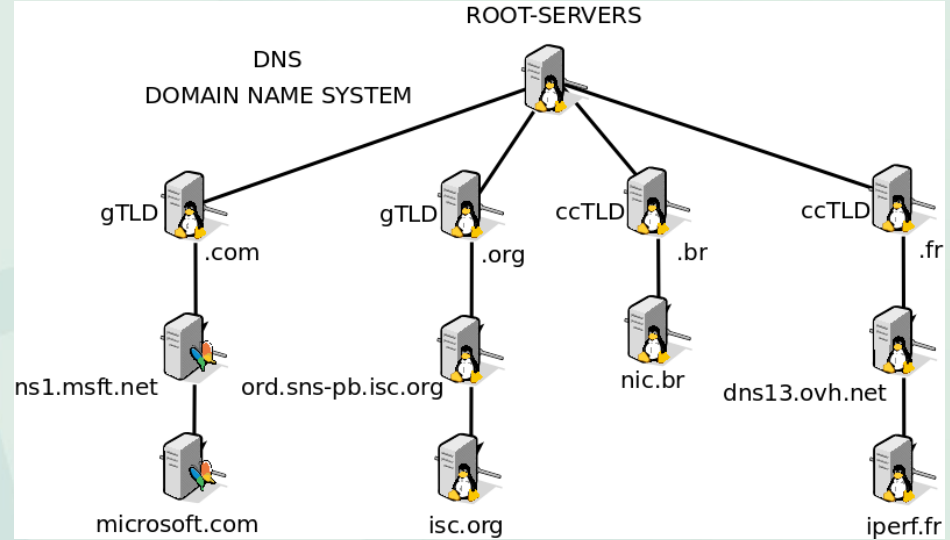 ROOT-SERVERS
DNS
DOMAIN NAME SYSTEM
gTLD
gTLD
ccTLD
ccTLD
.com
.org
.br
.fr
ns1.msft.net
ord.sns-pb.isc.org
nic.br
dns13.ovh.net
microsoft.com
isc.org
iperf.fr